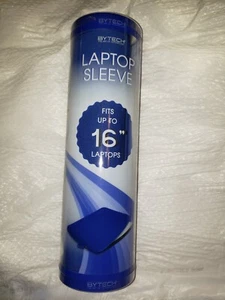 BYTECH
LAPTOP
SLEEVE
FITS
UP TO
16"
LAPTOPS
BYTECH